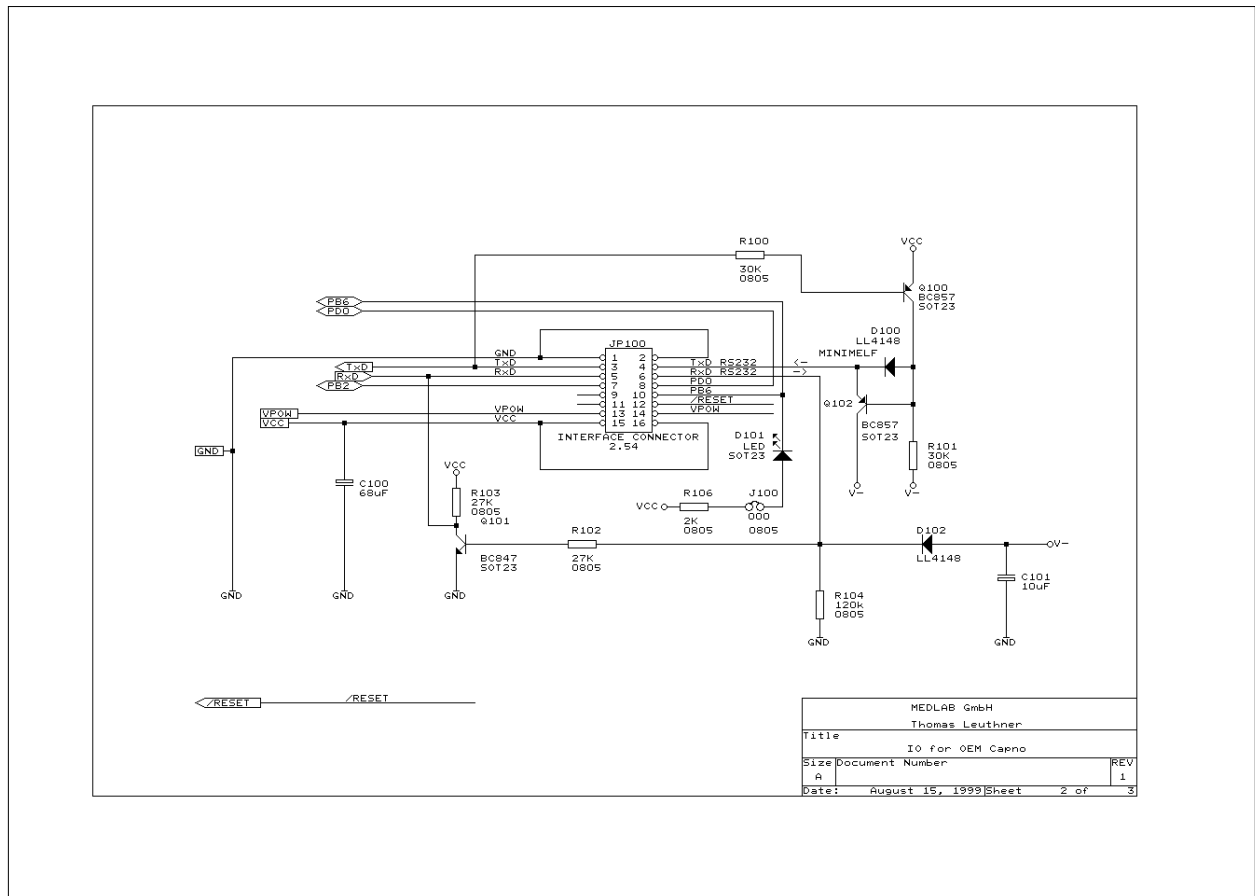 R100
VCC
30K
0805
Q100
BC857
SOT23
PB6
PD0
D100
LL4148
MINIMELF
JP100
GND
1 2
TxD TxD 3 4 TxD RS232 <-
RxD RxD 5 6 RxD RS232 ->
PB2 7 8 PD0
9 10 PB6
11 12 /RESET
VPOW VPOW 13 14 VPOW
VCC VCC 15 16
INTERFACE CONNECTOR
2.54
Q102
BC857
SOT23
D101
LED
SOT23
R101
30K
0805
GND
VCC
C100
68uF
R103
27K
0805
Q101
V- V-
R106 J100
VCC
2K 000
0805 0805
R102
27K
0805
BC847
SOT23
D102
LL4148
V-
C101
10uF
R104
120k
0805
GND GND GND
GND GND
/RESET /RESET
MEDLAB GmbH
Thomas Leuthner
Title
IO for OEM Capno
Size Document Number REV
A 1
Date: August 15, 1999 Sheet 2 of 3